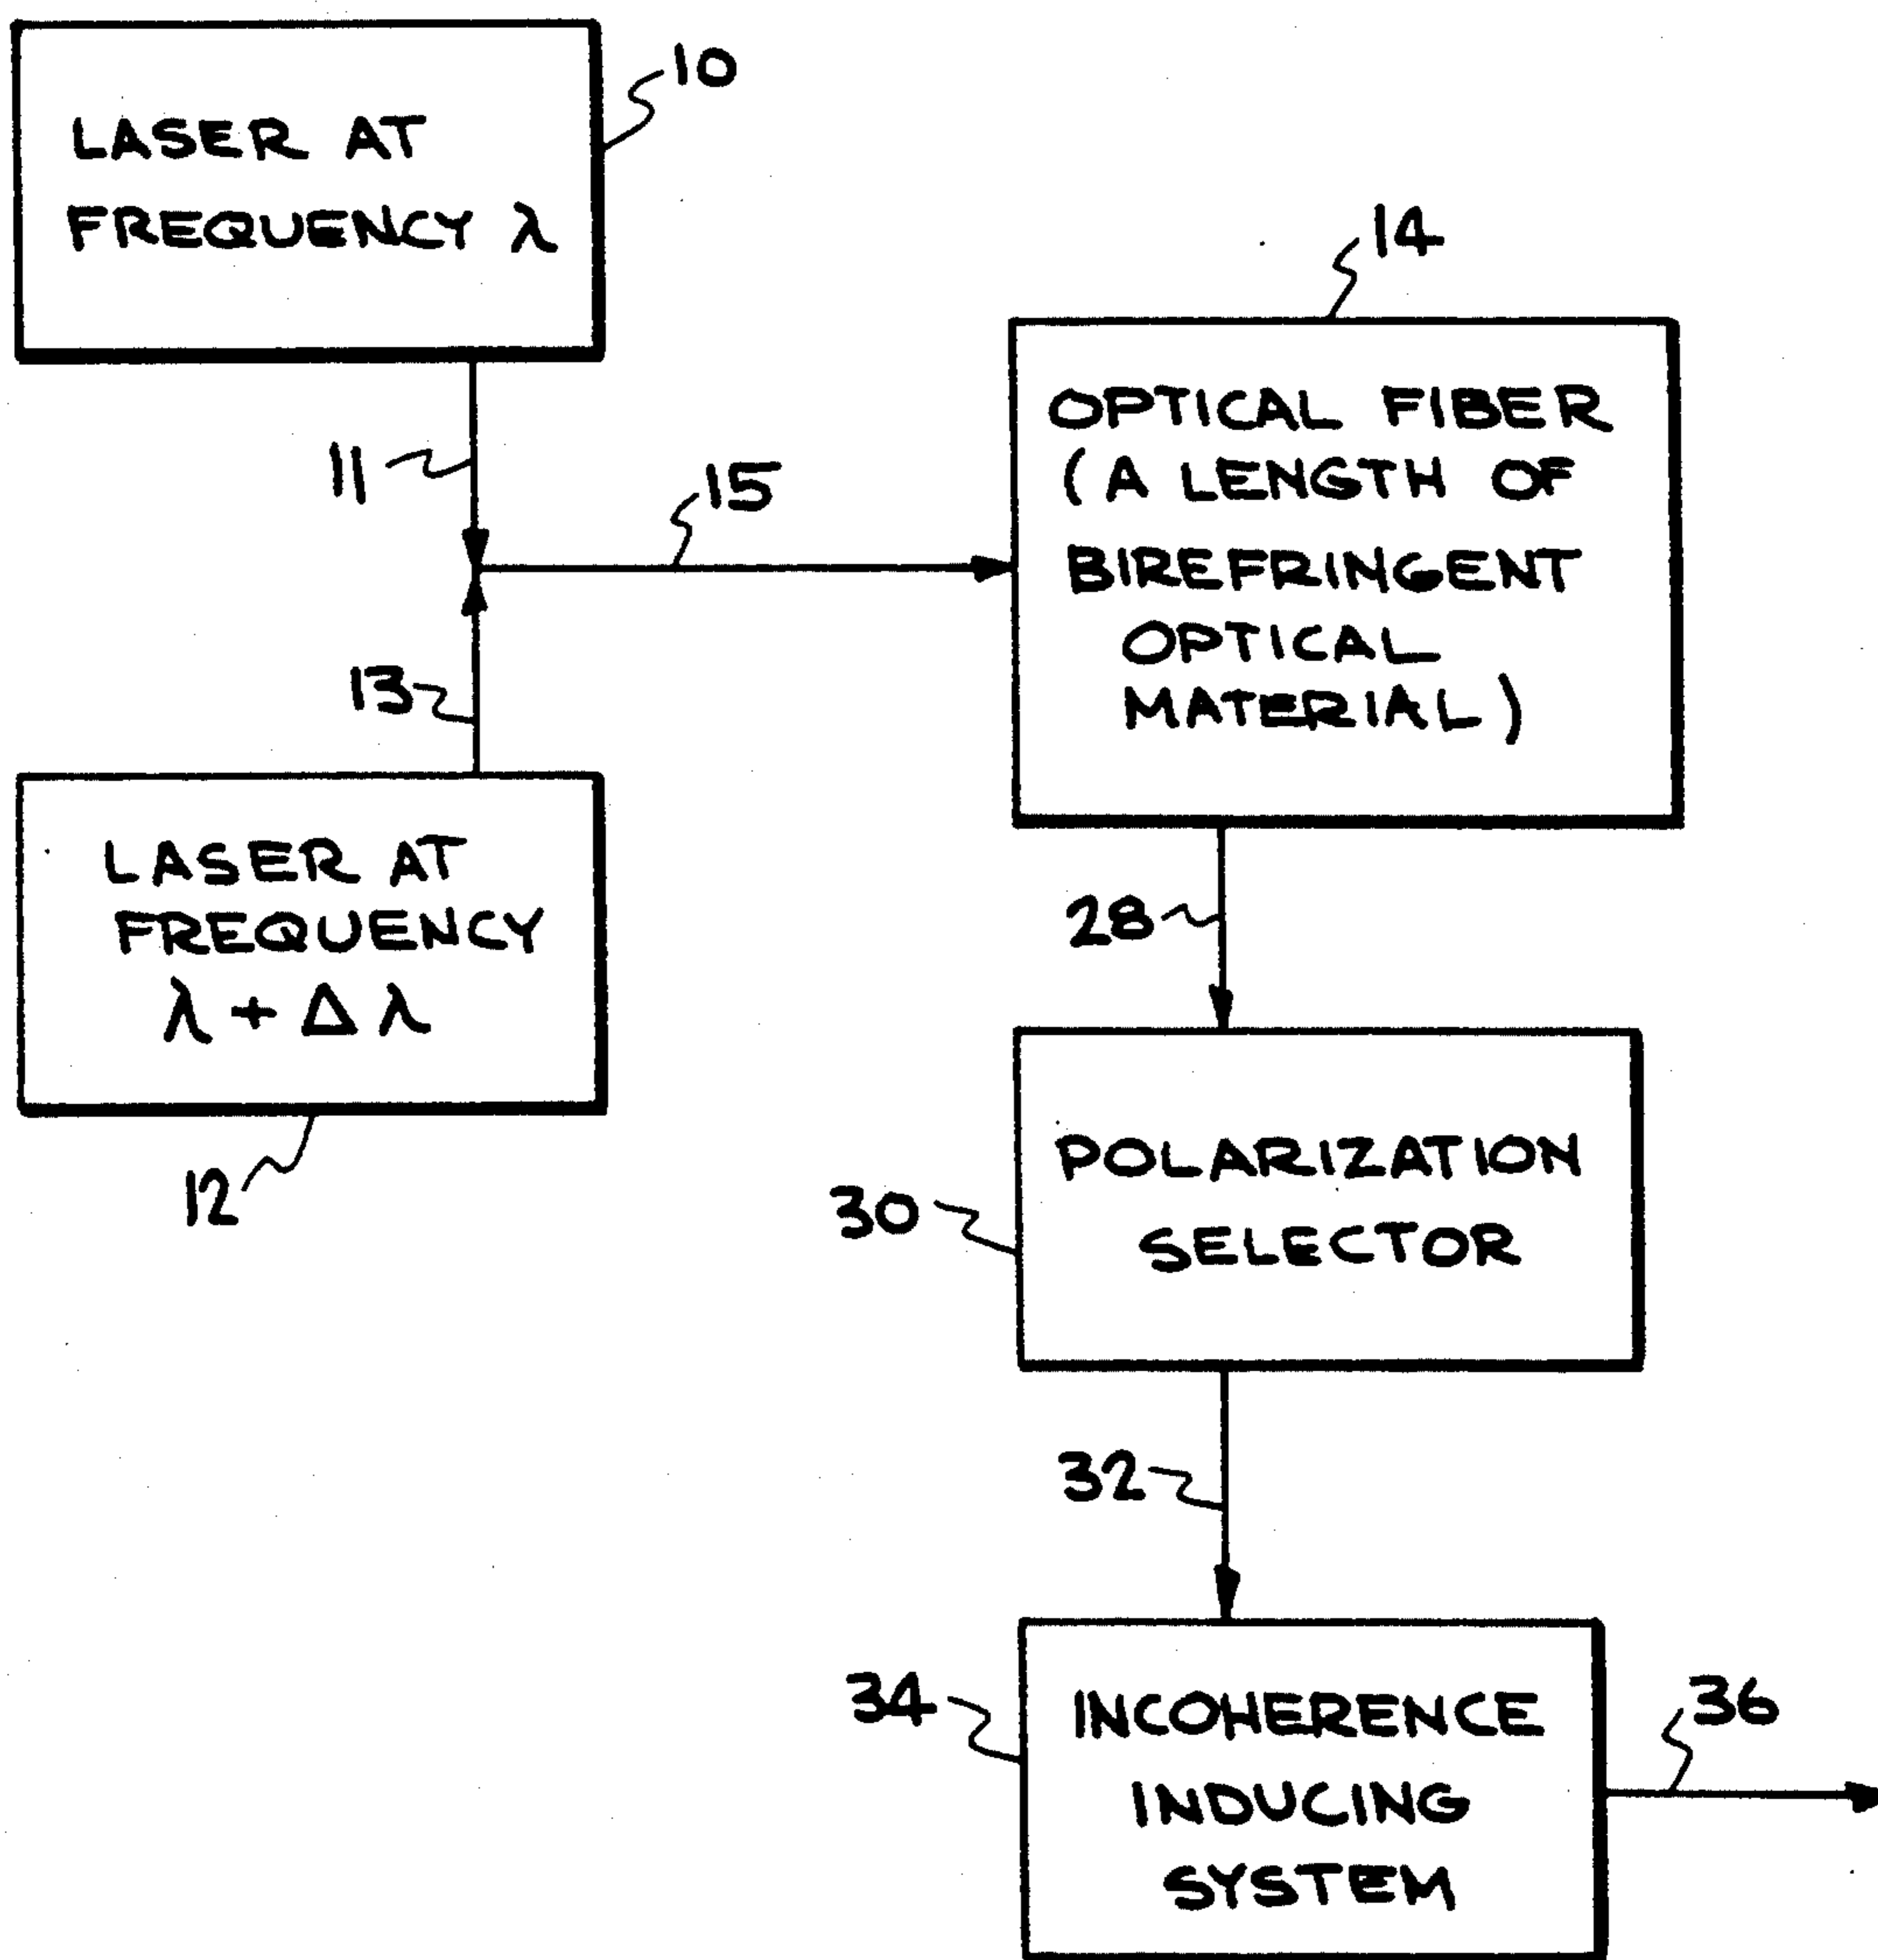 LASER AT
FREQUENCY λ
10
11
15
13
LASER AT
FREQUENCY
λ + Δ λ
12
14
OPTICAL FIBER
(A LENGTH OF
BIREFRINGENT
OPTICAL
MATERIAL)
28
POLARIZATION
SELECTOR
30
32
INCOHERENCE
INDUCING
SYSTEM
34
36